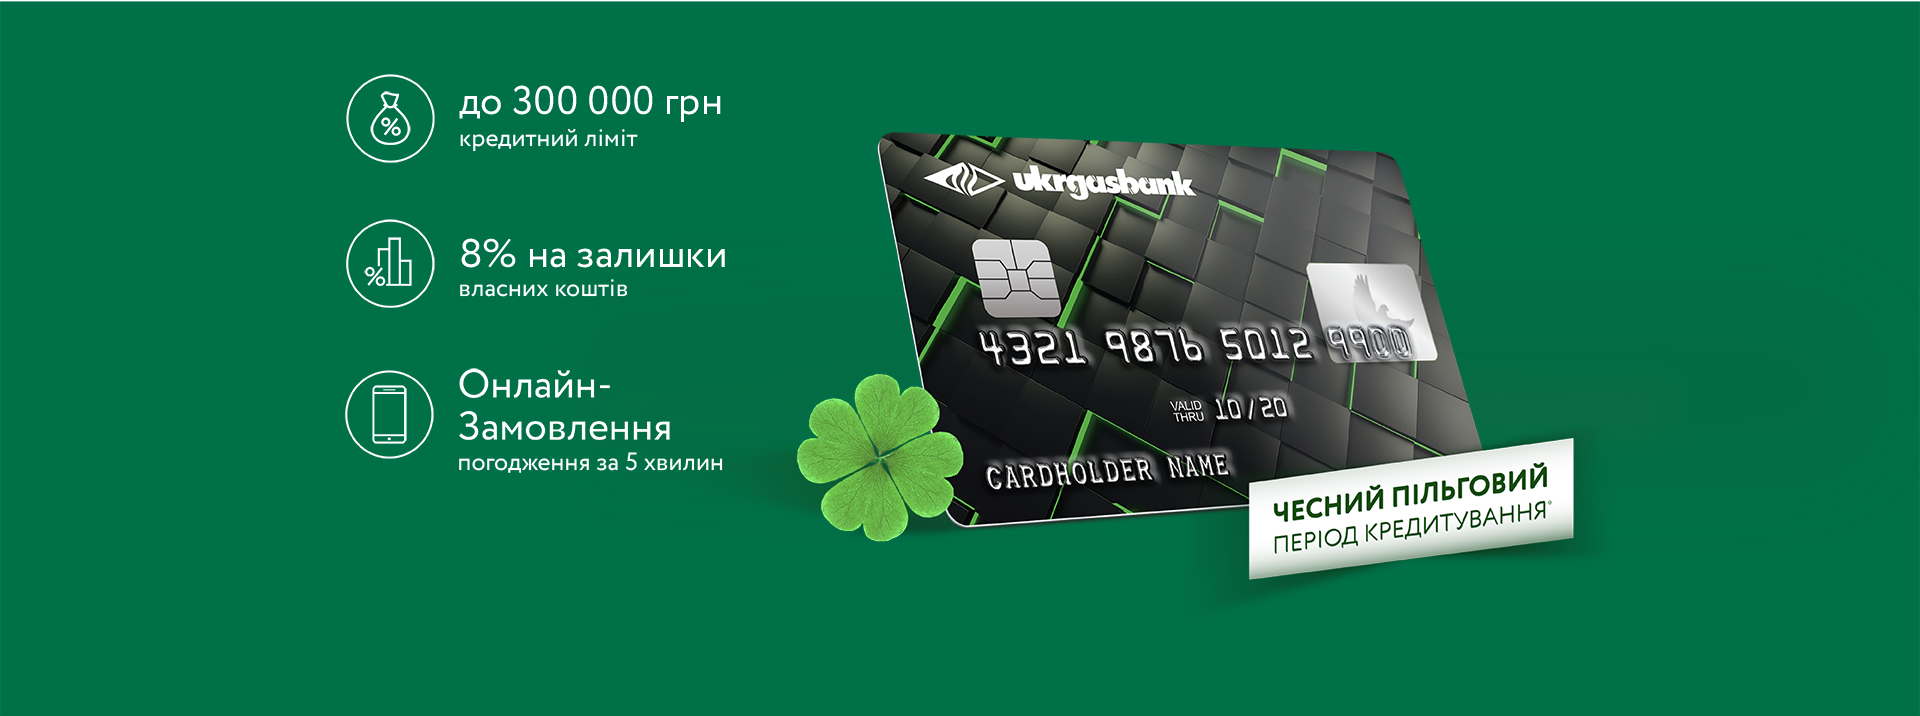 до 300 000 грн
кредитний ліміт
8% на залишки
власних коштів
Онлайн-
Замовлення
погодження за 5 хвилин
ukrgasbank
4321 9876 5012 9900
VALID
THRU 10/20
CARDHOLDER NAME
ЧЕСНИЙ ПІЛЬГОВИЙ
ПЕРІОД КРЕДИТУВАННЯ*